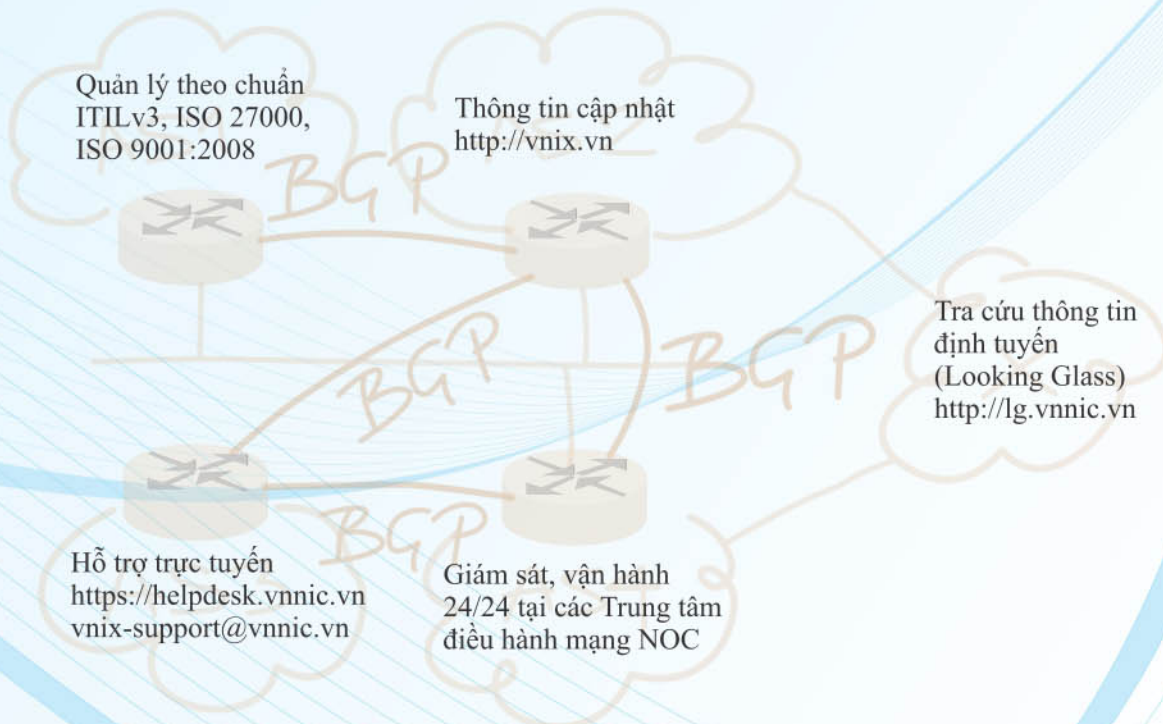 Quản lý theo chuẩn
ITILv3, ISO 27000,
ISO 9001:2008
Thông tin cập nhật
http://vnix.vn
BGP
BGP
BGP
Tra cứu thông tin
định tuyến
(Looking Glass)
http://lg.vnnic.vn
BGP
Hỗ trợ trực tuyến
https://helpdesk.vnnic.vn
vnix-support@vnnic.vn
Giám sát, vận hành
24/24 tại các Trung tâm
điều hành mạng NOC